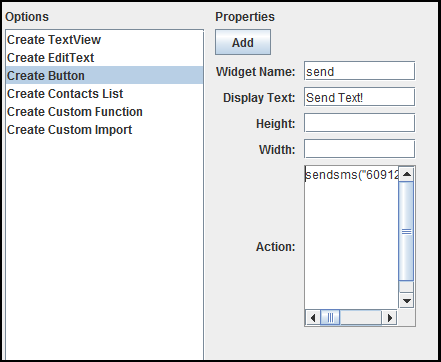 Options
Create TextView
Create EditText
Create Button
Create Contacts List
Create Custom Function
Create Custom Import
Properties
Add
Widget Name: send
Display Text: Send Text!
Height:
Width:
Action: sendsms("60912